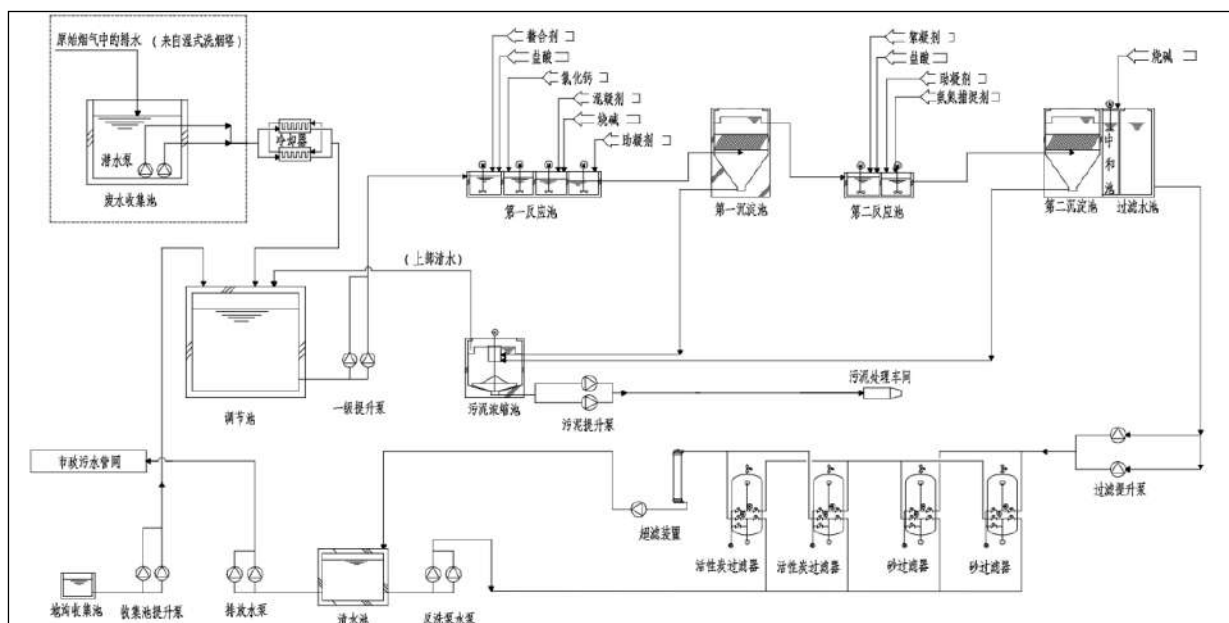 原始烟气中的排水（来自湿式洗烟塔）
潜水泵
废水收集池
冷却器
螯合剂
盐酸
氯化钙
混凝剂
烧碱
助凝剂
第一反应池
第一沉淀池
絮凝剂
盐酸
助凝剂
氨氮捕捉剂
第二反应池
烧碱
中和池
第二沉淀池
过滤水池
（上部清水）
调节池
一级提升泵
污泥浓缩池
污泥提升泵
污泥处理车间
市政污水管网
过滤提升泵
超滤装置
活性炭过滤器
活性炭过滤器
砂过滤器
砂过滤器
地沟收集池
收集池提升泵
排放水泵
清水池
反洗泵水泵